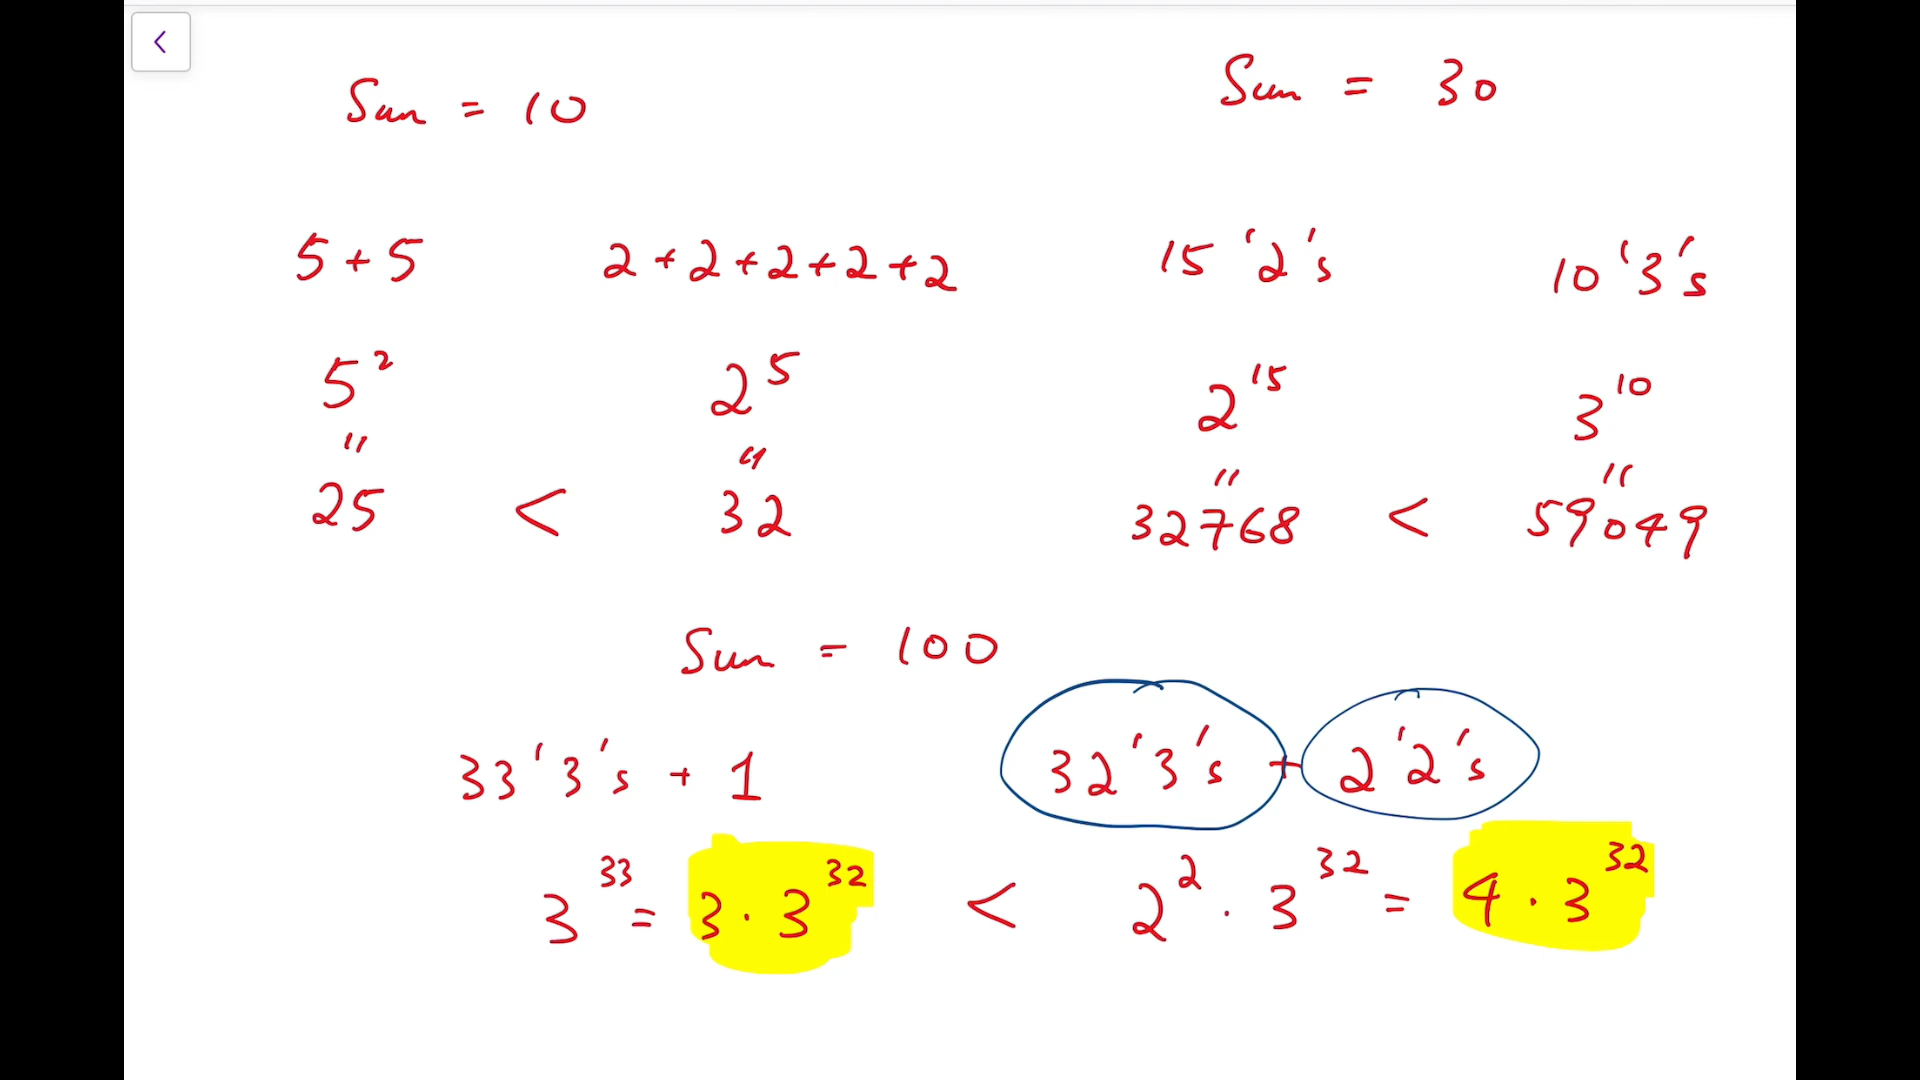 Sum = 10
Sum = 30
5 + 5
2 + 2 + 2 + 2 + 2
15 '2's
10 '3's
5²
2⁵
2¹⁵
3¹⁰
"
"
"
"
25 < 32
32768 < 59049
Sum = 100
33 '3's + 1
32 '3's + 2 '2's
3³³ = 3 · 3³² < 2² · 3³² = 4 · 3³²